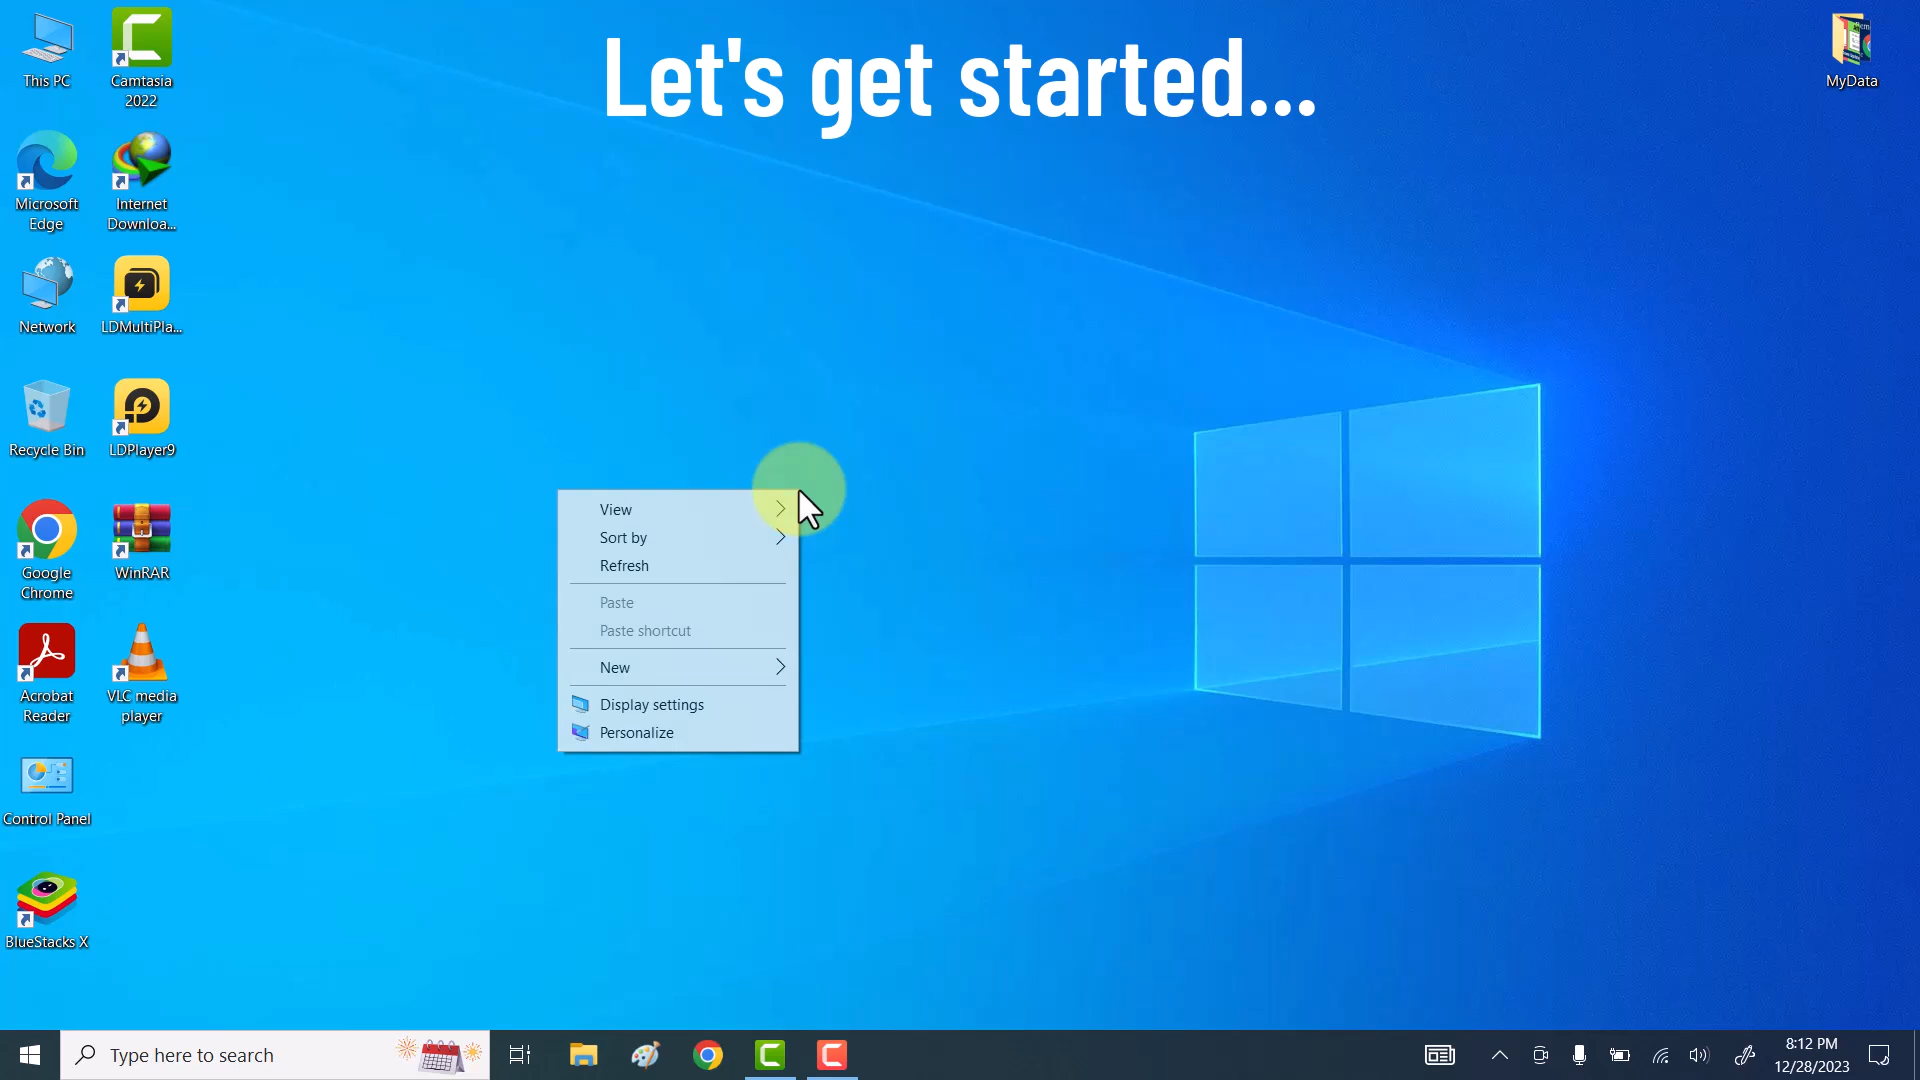 Let's get started...
This PC
Camtasia
2022
MyData
Microsoft
Edge
Internet
Downloa...
Network
LDMultiPla...
Recycle Bin
LDPlayer9
Google
Chrome
WinRAR
Acrobat
Reader
VLC media
player
Control Panel
BlueStacks X
View
Sort by
Refresh
Paste
Paste shortcut
New
Display settings
Personalize
Type here to search
8:12 PM
12/28/2023